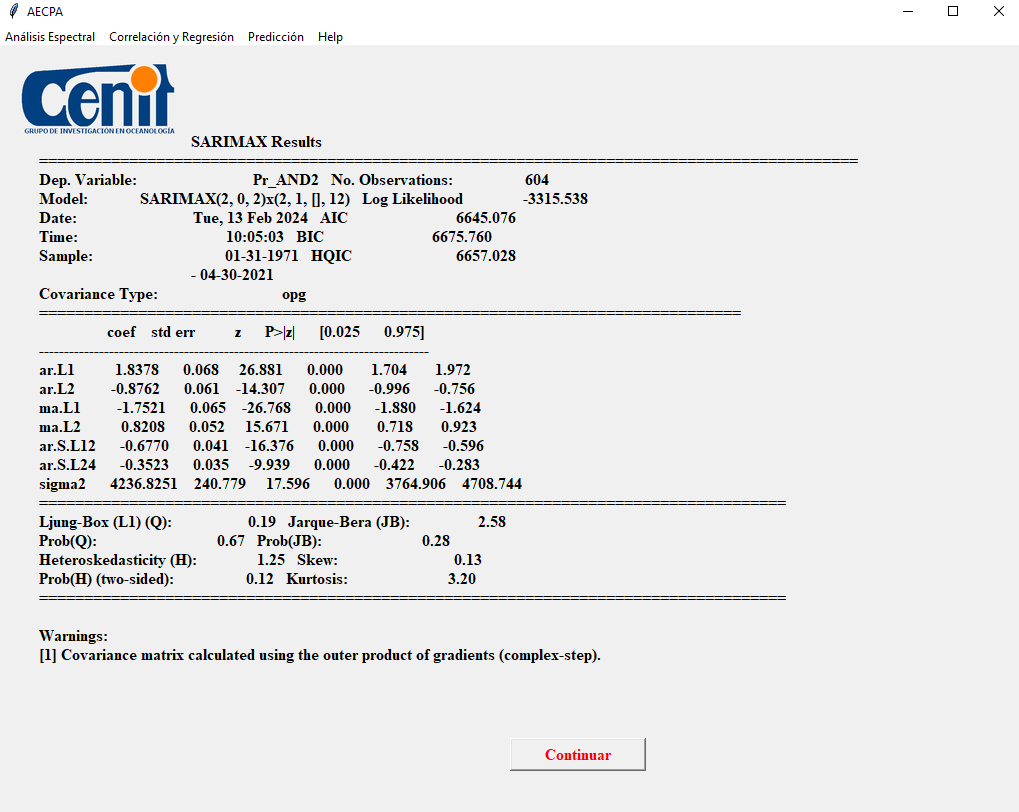 AECPA
Análisis Espectral Correlación y Regresión Predicción Help
cenit
GRUPO DE INVESTIGACIÓN EN OCEANOLOGÍA
SARIMAX Results
==============================================================================
Dep. Variable: Pr_AND2 No. Observations: 604
Model: SARIMAX(2, 0, 2)x(2, 1, [], 12) Log Likelihood -3315.538
Date: Tue, 13 Feb 2024 AIC 6645.076
Time: 10:05:03 BIC 6675.760
Sample: 01-31-1971 HQIC 6657.028
- 04-30-2021
Covariance Type: opg
==============================================================================
coef std err z P>|z| [0.025 0.975]
------------------------------------------------------------------------------
ar.L1 1.8378 0.068 26.881 0.000 1.704 1.972
ar.L2 -0.8762 0.061 -14.307 0.000 -0.996 -0.756
ma.L1 -1.7521 0.065 -26.768 0.000 -1.880 -1.624
ma.L2 0.8208 0.052 15.671 0.000 0.718 0.923
ar.S.L12 -0.6770 0.041 -16.376 0.000 -0.758 -0.596
ar.S.L24 -0.3523 0.035 -9.939 0.000 -0.422 -0.283
sigma2 4236.8251 240.779 17.596 0.000 3764.906 4708.744
==============================================================================
Ljung-Box (L1) (Q): 0.19 Jarque-Bera (JB): 2.58
Prob(Q): 0.67 Prob(JB): 0.28
Heteroskedasticity (H): 1.25 Skew: 0.13
Prob(H) (two-sided): 0.12 Kurtosis: 3.20
==============================================================================
Warnings:
[1] Covariance matrix calculated using the outer product of gradients (complex-step).
Continuar